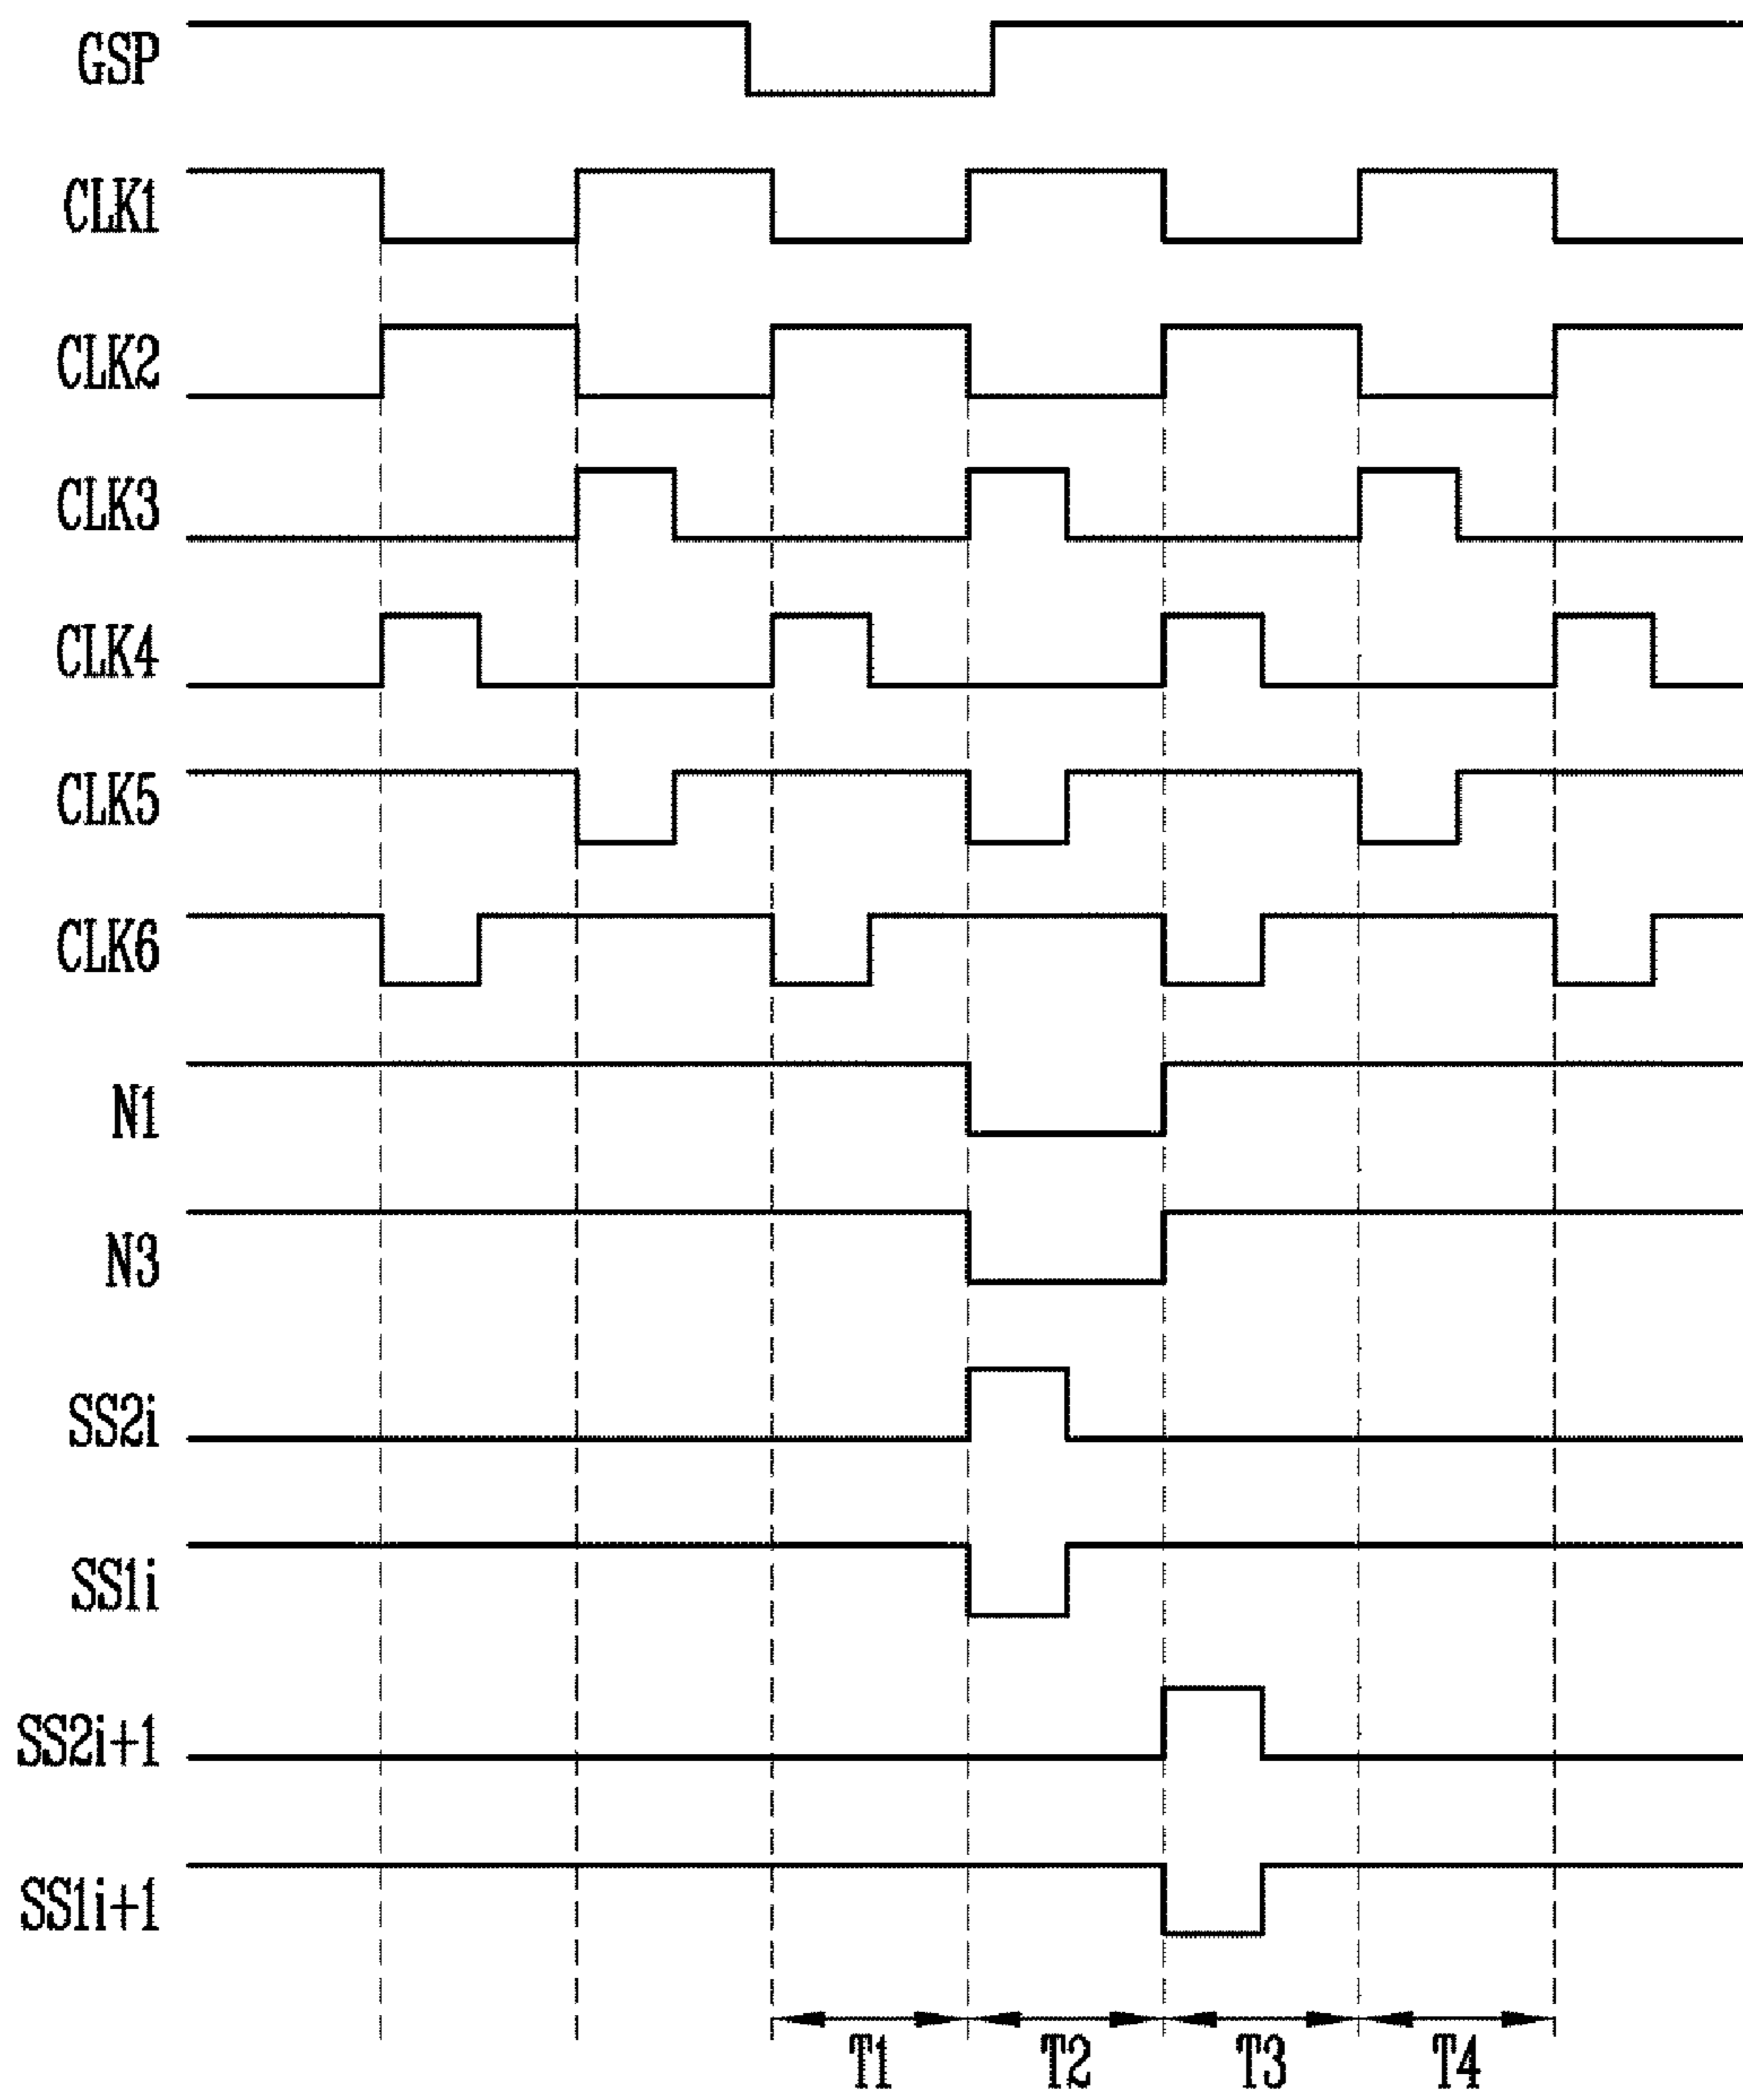 GSP
CLK1
CLK2
CLK3
CLK4
CLK5
CLK6
N1
N3
SS2i
SS1i
SS2i+1
SS1i+1
T1 T2 T3 T4